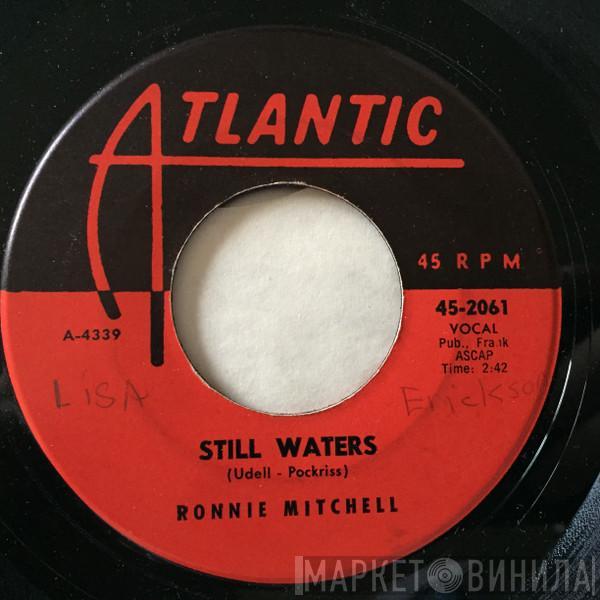 ATLANTIC
45 RPM
45-2061
VOCAL
Pub., Frank
ASCAP
Time: 2:42
A-4339
LiSA
Erickson
STILL WATERS
(Udell - Pockriss)
RONNIE MITCHELL
МАРКЕТ ВИНИЛА